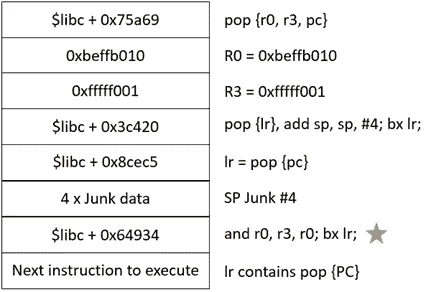 $libc + 0x75a69 pop {r0, r3, pc}
0xbeffb010 R0 = 0xbeffb010
0xfffff001 R3 = 0xfffff001
$libc + 0x3c420 pop {lr}, add sp, sp, #4; bx lr;
$libc + 0x8cec5 lr = pop {pc}
4 x Junk data SP Junk #4
$libc + 0x64934 and r0, r3, r0; bx lr;
Next instruction to execute lr contains pop {PC}